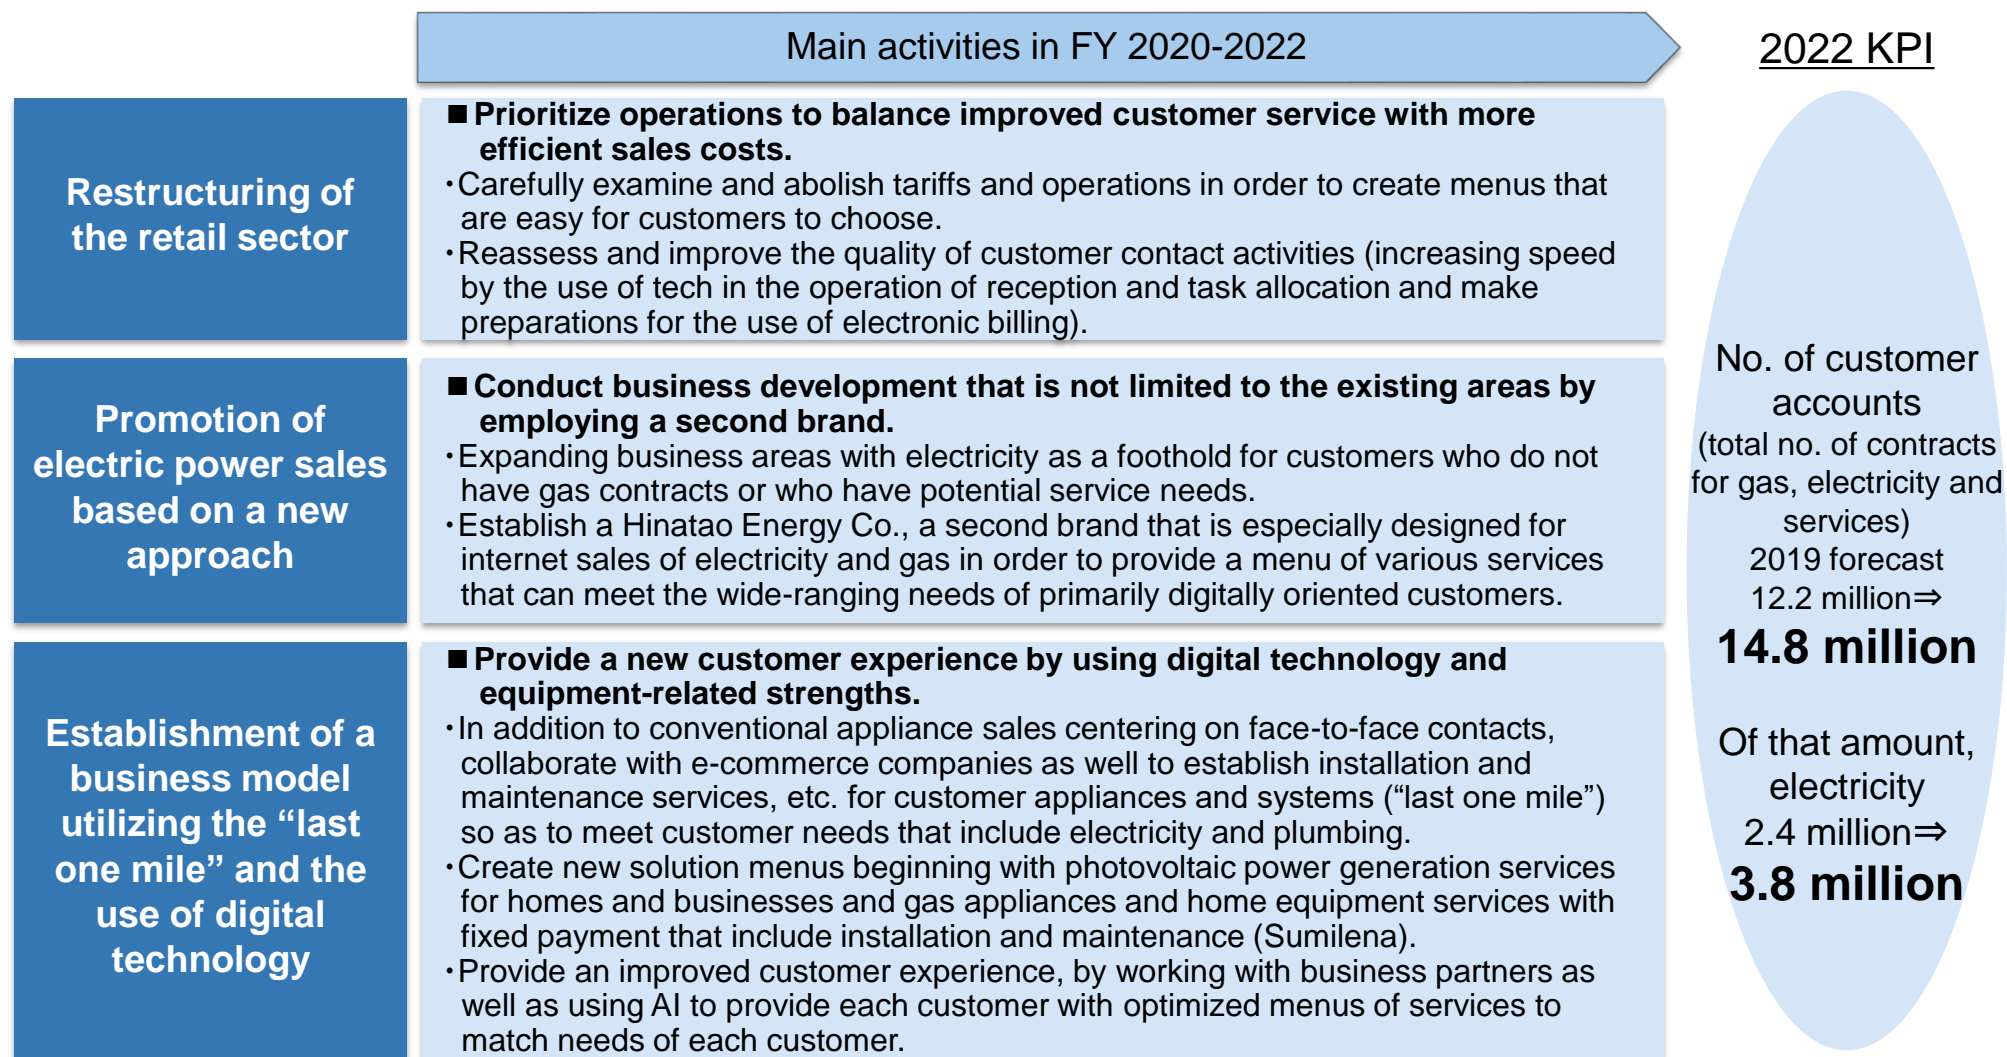 Main activities in FY 2020-2022
2022 KPI
Restructuring of
the retail sector
■ Prioritize operations to balance improved customer service with more
efficient sales costs.
・Carefully examine and abolish tariffs and operations in order to create menus that
are easy for customers to choose.
・Reassess and improve the quality of customer contact activities (increasing speed
by the use of tech in the operation of reception and task allocation and make
preparations for the use of electronic billing).
Promotion of
electric power sales
based on a new
approach
■ Conduct business development that is not limited to the existing areas by
employing a second brand.
・Expanding business areas with electricity as a foothold for customers who do not
have gas contracts or who have potential service needs.
・Establish a Hinatao Energy Co., a second brand that is especially designed for
internet sales of electricity and gas in order to provide a menu of various services
that can meet the wide-ranging needs of primarily digitally oriented customers.
Establishment of a
business model
utilizing the “last
one mile” and the
use of digital
technology
■ Provide a new customer experience by using digital technology and
equipment-related strengths.
・In addition to conventional appliance sales centering on face-to-face contacts,
collaborate with e-commerce companies as well to establish installation and
maintenance services, etc. for customer appliances and systems (“last one mile”)
so as to meet customer needs that include electricity and plumbing.
・Create new solution menus beginning with photovoltaic power generation services
for homes and businesses and gas appliances and home equipment services with
fixed payment that include installation and maintenance (Sumilena).
・Provide an improved customer experience, by working with business partners as
well as using AI to provide each customer with optimized menus of services to
match needs of each customer.
No. of customer
accounts
(total no. of contracts
for gas, electricity and
services)
2019 forecast
12.2 million⇒
14.8 million
Of that amount,
electricity
2.4 million⇒
3.8 million